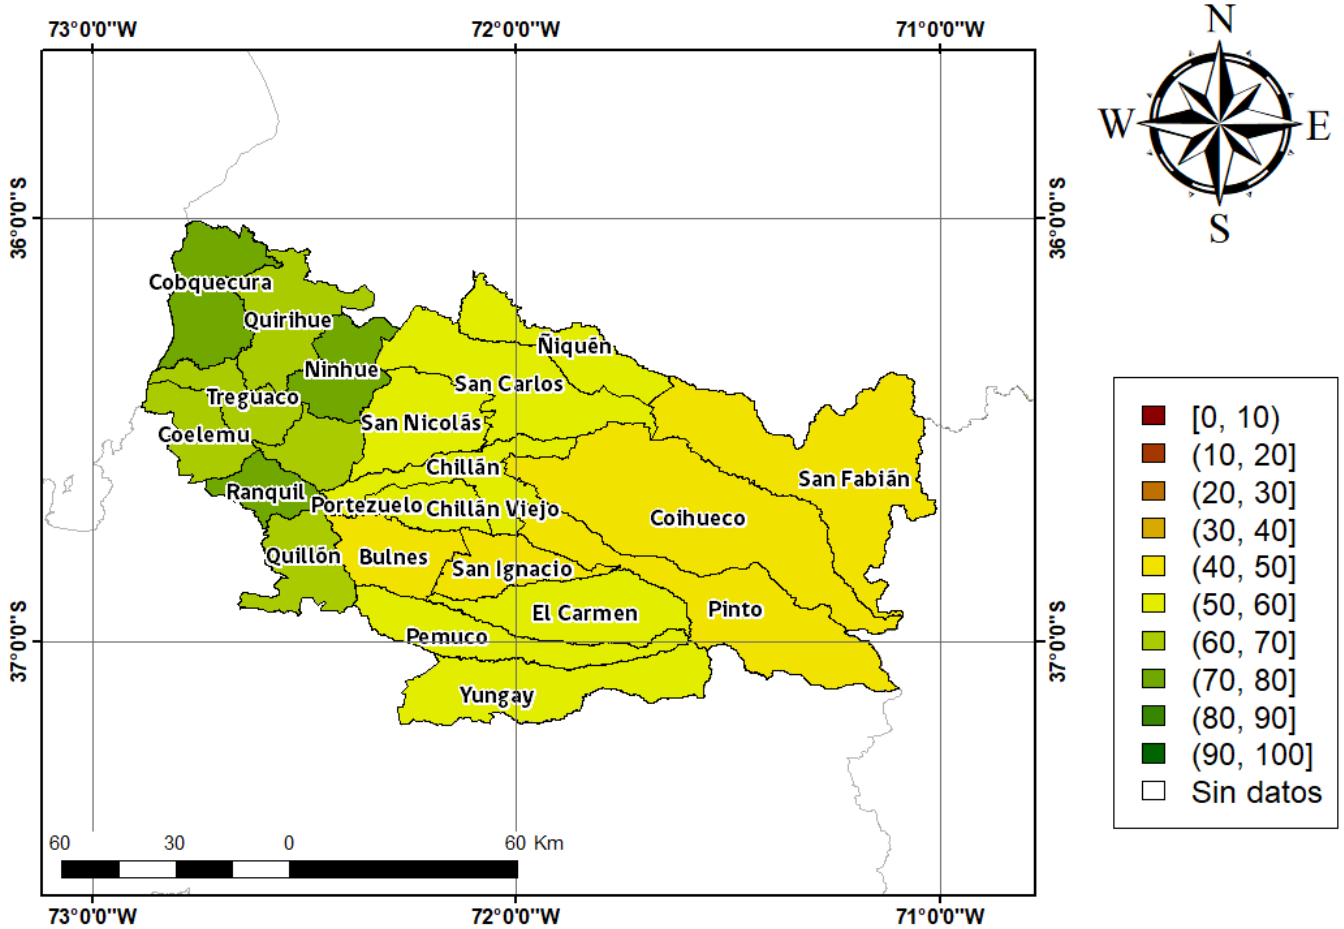 73°0'0"W 72°0'0"W 71°0'0"W
N
W E
S
36°0'0"S 36°0'0"S
Cobquecura
Quirihue
Ñiquén
Ninhue
San Carlos
Treguaco
San Nicolás
Coelemu
Chillán
San Fabián
Ranquil
Portezuelo
Chillán Viejo
Coihueco
Quillón
Bulnes
San Ignacio
El Carmen
Pinto
Pemuco
37°0'0"S 37°0'0"S
Yungay
[0, 10)
(10, 20]
(20, 30]
(30, 40]
(40, 50]
(50, 60]
(60, 70]
(70, 80]
(80, 90]
(90, 100]
Sin datos
60 30 0 60 Km
73°0'0"W 72°0'0"W 71°0'0"W